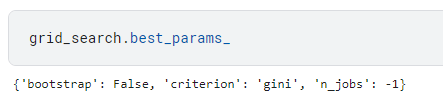 grid_search.best_params_
{'bootstrap': False, 'criterion': 'gini', 'n_jobs': -1}